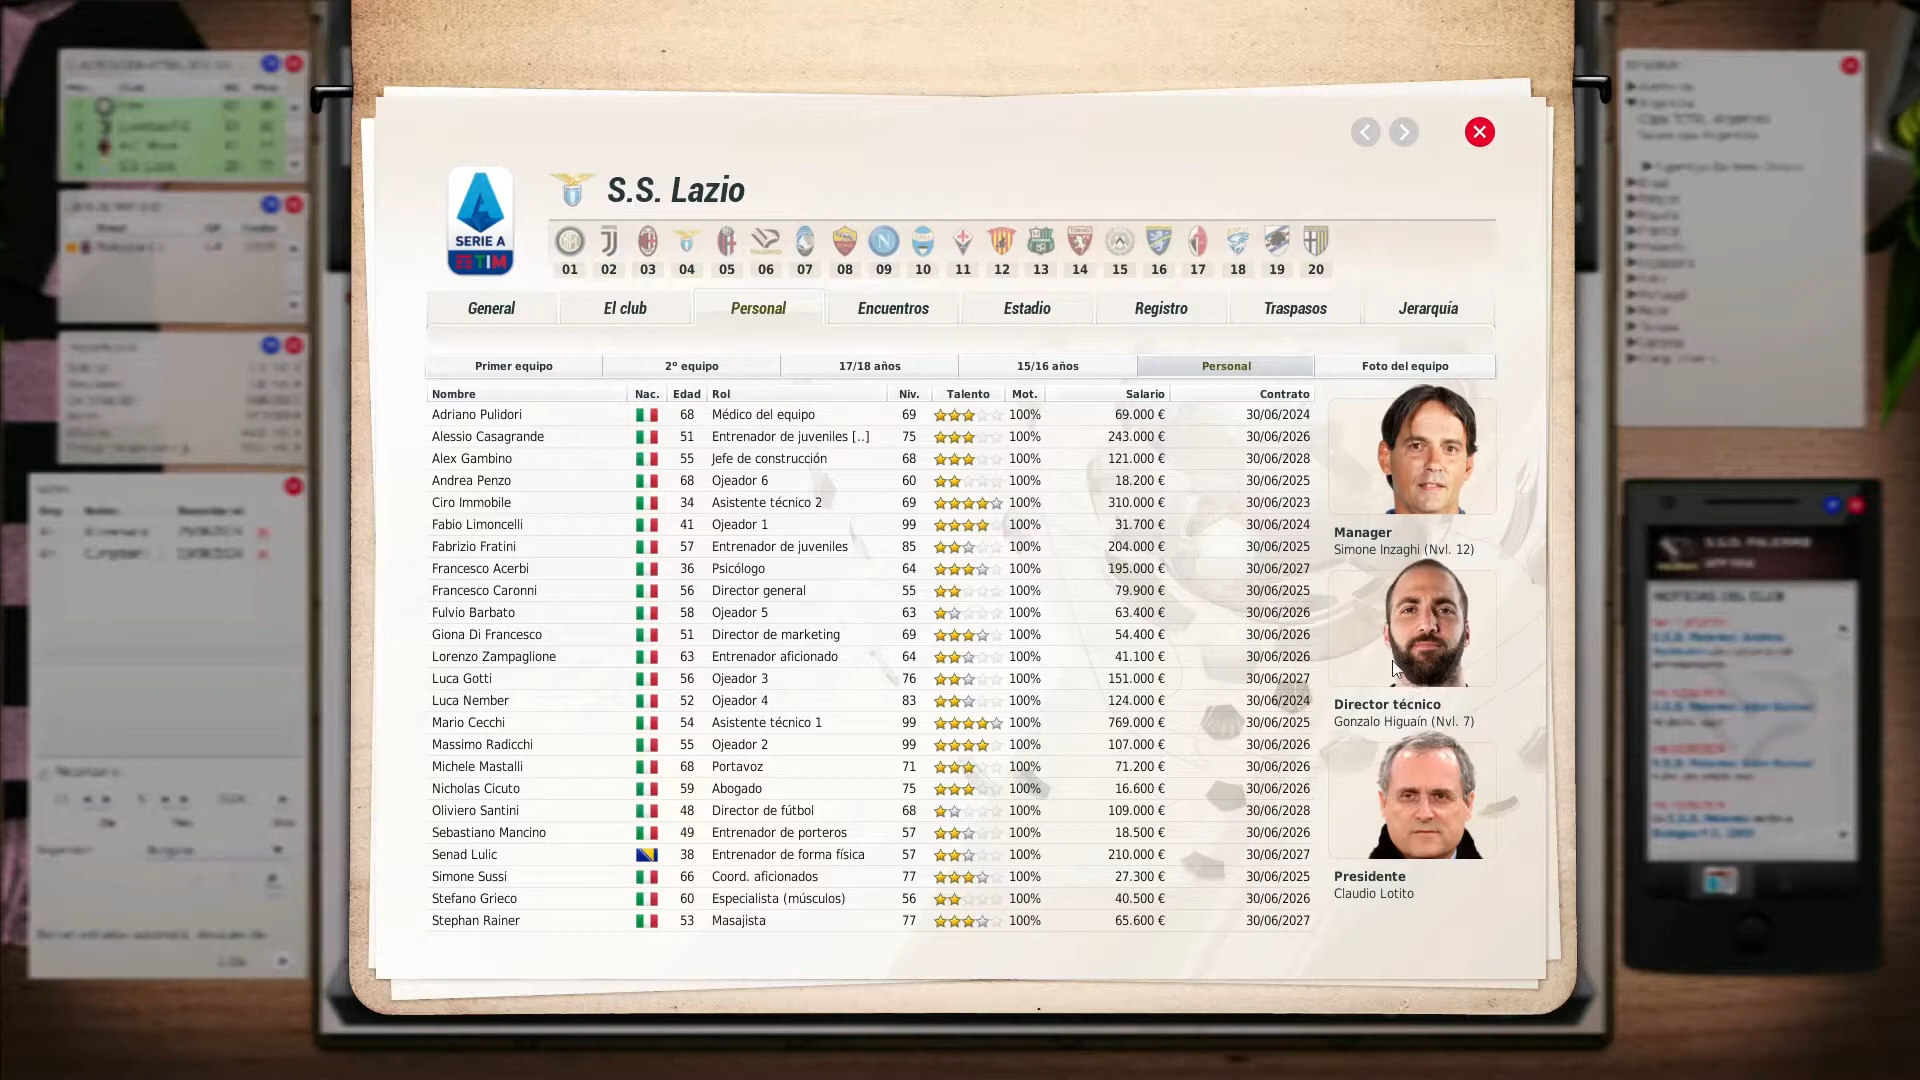 S.S. Lazio
SERIE A
TIM
01 02 03 04 05 06 07 08 09 10 11 12 13 14 15 16 17 18 19 20
General El club Personal Encuentros Estadio Registro Traspasos Jerarquía
Primer equipo 2º equipo 17/18 años 15/16 años Personal Foto del equipo
Nombre Nac. Edad Rol Niv. Talento Mot. Salario Contrato
Adriano Pulidori 68 Médico del equipo 69 100% 69.000 € 30/06/2024
Alessio Casagrande 51 Entrenador de juveniles [..] 75 100% 243.000 € 30/06/2026
Alex Gambino 55 Jefe de construcción 68 100% 121.000 € 30/06/2028
Andrea Penzo 68 Ojeador 6 60 100% 18.200 € 30/06/2025
Ciro Immobile 34 Asistente técnico 2 69 100% 310.000 € 30/06/2023
Fabio Limoncelli 41 Ojeador 1 99 100% 31.700 € 30/06/2024
Fabrizio Fratini 57 Entrenador de juveniles 85 100% 204.000 € 30/06/2025
Francesco Acerbi 36 Psicólogo 64 100% 195.000 € 30/06/2027
Francesco Caronni 56 Director general 55 100% 79.900 € 30/06/2025
Fulvio Barbato 58 Ojeador 5 63 100% 63.400 € 30/06/2026
Giona Di Francesco 51 Director de marketing 69 100% 54.400 € 30/06/2026
Lorenzo Zampaglione 63 Entrenador aficionado 64 100% 41.100 € 30/06/2026
Luca Gotti 56 Ojeador 3 76 100% 151.000 € 30/06/2027
Luca Nember 52 Ojeador 4 83 100% 124.000 € 30/06/2024
Mario Cecchi 54 Asistente técnico 1 99 100% 769.000 € 30/06/2025
Massimo Radicchi 55 Ojeador 2 99 100% 107.000 € 30/06/2026
Michele Mastalli 68 Portavoz 71 100% 71.200 € 30/06/2026
Nicholas Cicuto 59 Abogado 75 100% 16.600 € 30/06/2026
Oliviero Santini 48 Director de fútbol 68 100% 109.000 € 30/06/2028
Sebastiano Mancino 49 Entrenador de porteros 57 100% 18.500 € 30/06/2026
Senad Lulic 38 Entrenador de forma física 57 100% 210.000 € 30/06/2027
Simone Sussi 66 Coord. aficionados 77 100% 27.300 € 30/06/2025
Stefano Grieco 60 Especialista (músculos) 56 100% 40.500 € 30/06/2026
Stephan Rainer 53 Masajista 77 100% 65.600 € 30/06/2027
Manager
Simone Inzaghi (Nvl. 12)
Director técnico
Gonzalo Higuaín (Nvl. 7)
Presidente
Claudio Lotito
S.S.D. PALERMO
NOTICIAS DEL CLUB